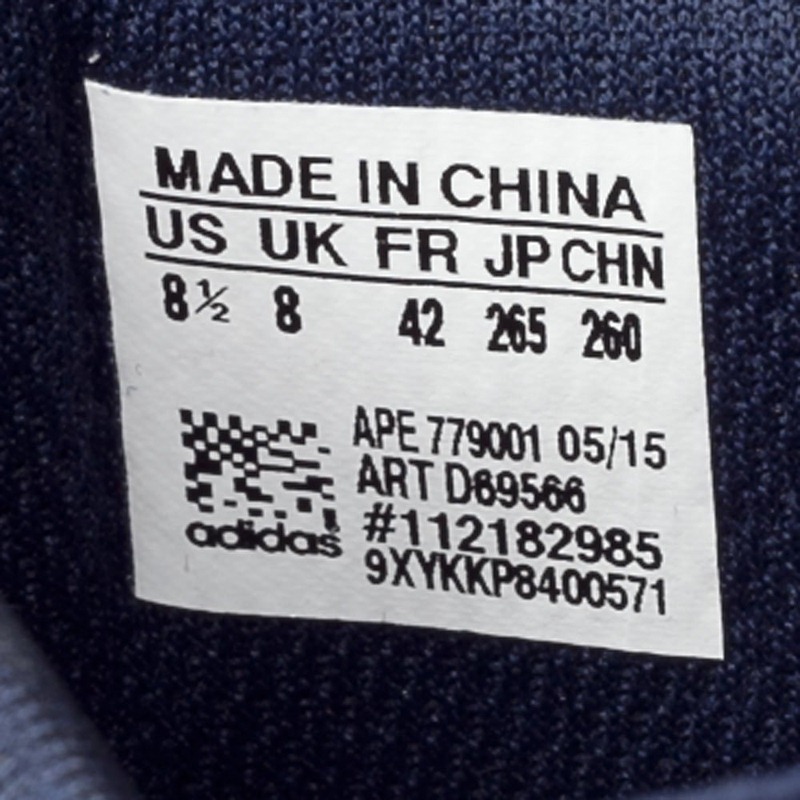 MADE IN CHINA
US UK FR JP CHN
8½ 8 42 265 260
APE 779001 05/15
ART D69566
#112182985
9XYKKP8400571
adidas